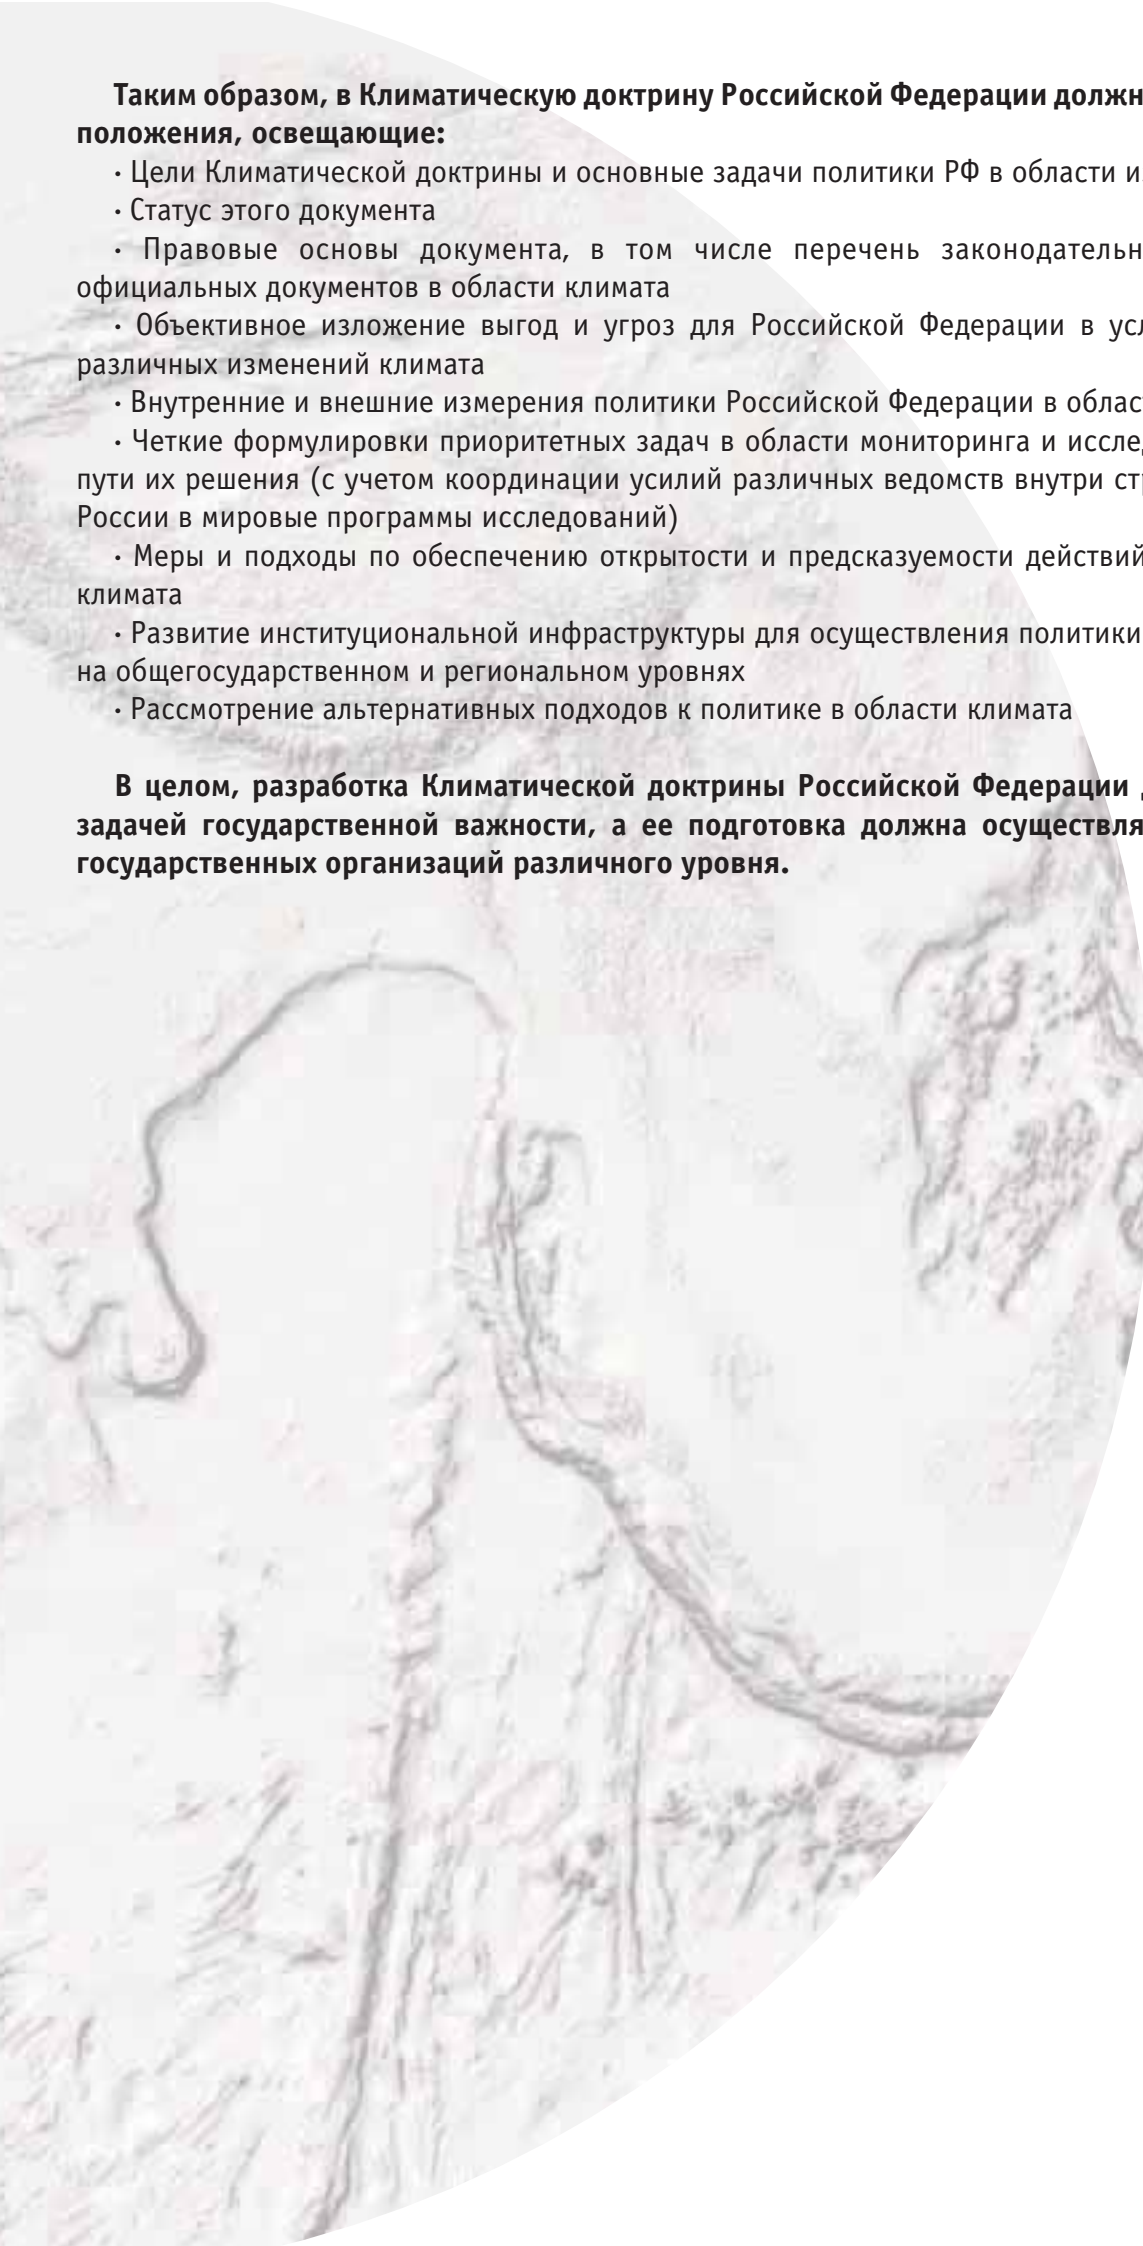 Таким образом, в Климатическую доктрину Российской Федерации должн
положения, освещающие:
· Цели Климатической доктрины и основные задачи политики РФ в области и
· Статус этого документа
· Правовые основы документа, в том числе перечень законодательн
официальных документов в области климата
· Объективное изложение выгод и угроз для Российской Федерации в усл
различных изменений климата
· Внутренние и внешние измерения политики Российской Федерации в облас
· Четкие формулировки приоритетных задач в области мониторинга и иссле
пути их решения (с учетом координации усилий различных ведомств внутри стр
России в мировые программы исследований)
· Меры и подходы по обеспечению открытости и предсказуемости действий
климата
· Развитие институциональной инфраструктуры для осуществления политики
на общегосударственном и региональном уровнях
· Рассмотрение альтернативных подходов к политике в области климата
В целом, разработка Климатической доктрины Российской Федерации
задачей государственной важности, а ее подготовка должна осуществля
государственных организаций различного уровня.